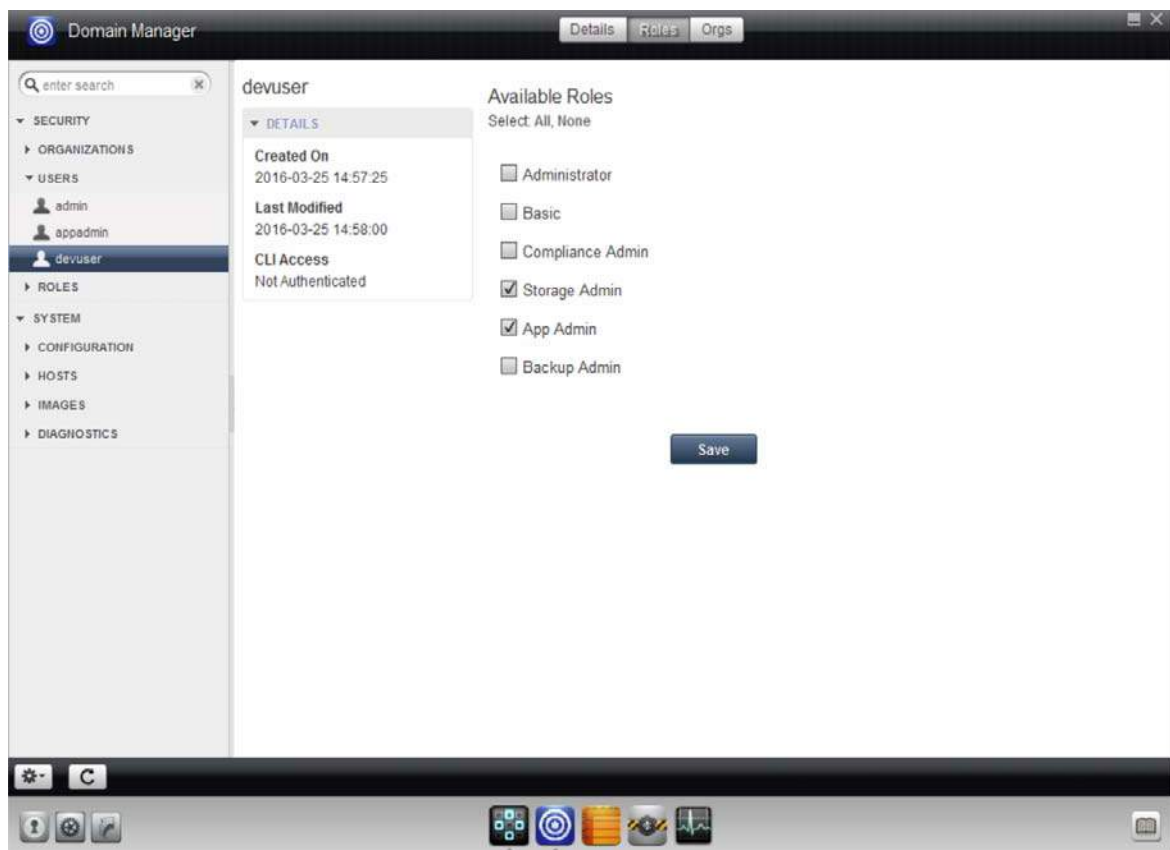 Domain Manager
Details Roles Orgs
enter search
SECURITY
ORGANIZATIONS
USERS
admin
appadmin
devuser
ROLES
SYSTEM
CONFIGURATION
HOSTS
IMAGES
DIAGNOSTICS
devuser
DETAILS
Created On
2016-03-25 14:57:25
Last Modified
2016-03-25 14:58:00
CLI Access
Not Authenticated
Available Roles
Select: All, None
Administrator
Basic
Compliance Admin
Storage Admin
App Admin
Backup Admin
Save